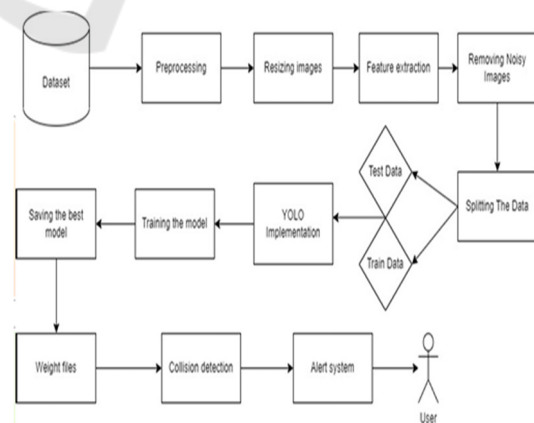 Dataset
Preprocessing
Resizing images
Feature extraction
Removing Noisy
Images
Test Data
Train Data
Splitting The Data
YOLO
Implementation
Training the model
Saving the best
model
Weight files
Collision detection
Alert system
User